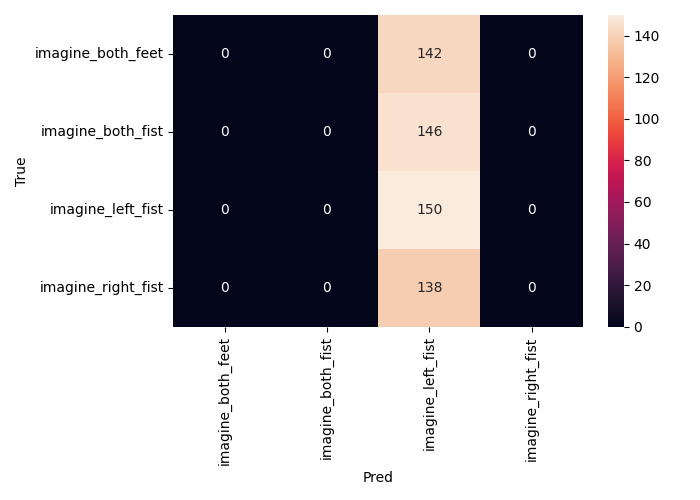 imagine_both_feet 0 0 142 0
imagine_both_fist 0 0 146 0
imagine_left_fist 0 0 150 0
imagine_right_fist 0 0 138 0
True
imagine_both_feet
imagine_both_fist
imagine_left_fist
imagine_right_fist
Pred
140
120
100
80
60
40
20
0